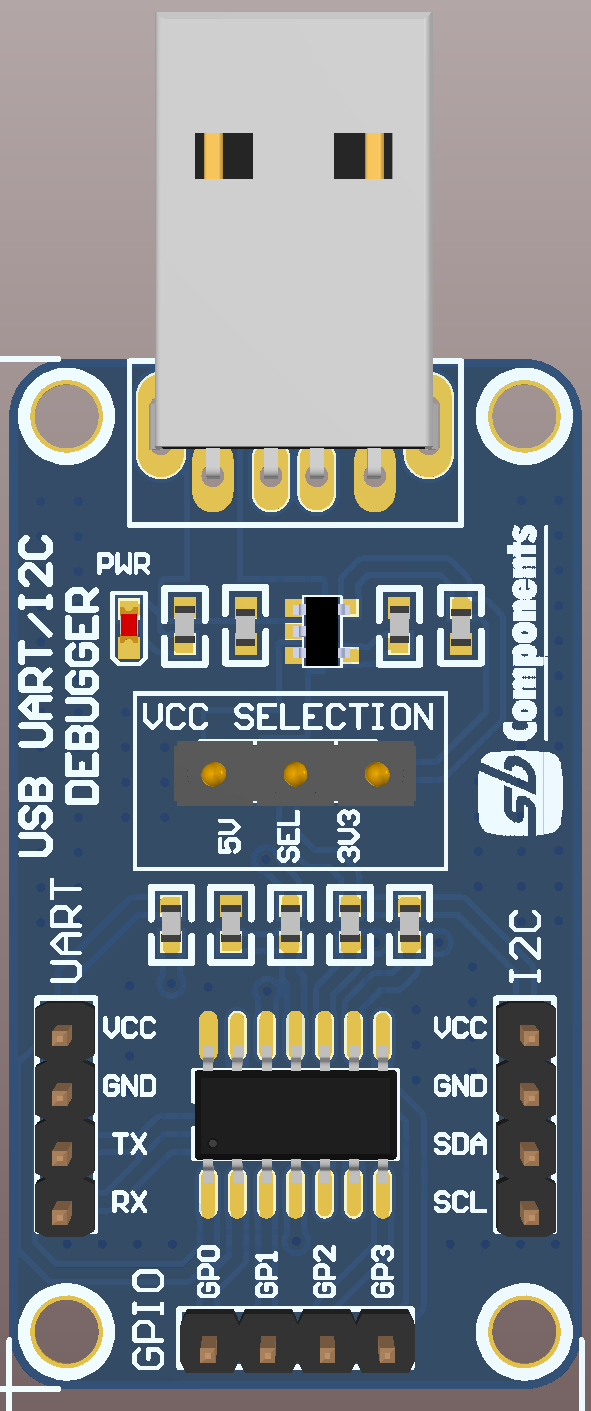 USB UART/I2C
DEBUGGER
PWR
sb Components
VCC SELECTION
5V
SEL
3V3
UART
VCC
GND
TX
RX
I2C
VCC
GND
SDA
SCL
GPIO
GP0
GP1
GP2
GP3